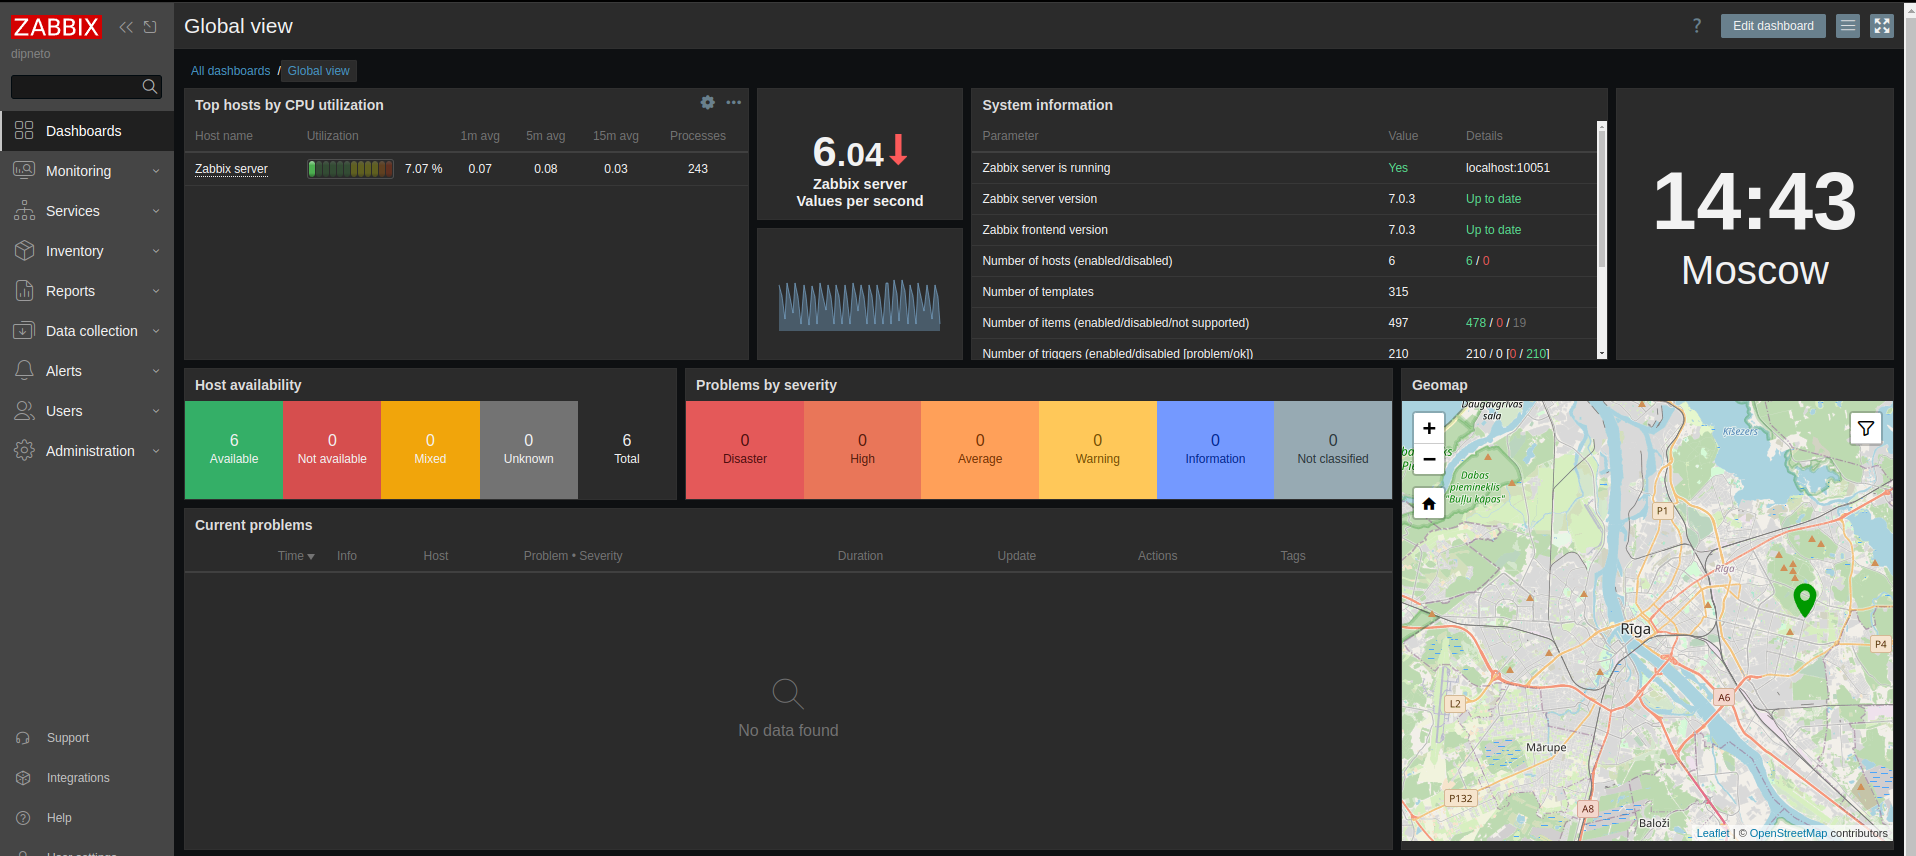 ZABBIX
dipneto
Dashboards
Monitoring
Services
Inventory
Reports
Data collection
Alerts
Users
Administration
Support
Integrations
Help
User settings
Global view
? Edit dashboard
All dashboards / Global view
Top hosts by CPU utilization
Host name Utilization 1m avg 5m avg 15m avg Processes
Zabbix server 7.07 % 0.07 0.08 0.03 243
6.04
Zabbix server
Values per second
System information
Parameter Value Details
Zabbix server is running Yes localhost:10051
Zabbix server version 7.0.3 Up to date
Zabbix frontend version 7.0.3 Up to date
Number of hosts (enabled/disabled) 6 6 / 0
Number of templates 315
Number of items (enabled/disabled/not supported) 497 478 / 0 / 19
Number of triggers (enabled/disabled [problem/ok]) 210 210 / 0 [0 / 210]
14:43
Moscow
Host availability
6 0 0 0 6
Available Not available Mixed Unknown Total
Problems by severity
0 0 0 0 0 0
Disaster High Average Warning Information Not classified
Current problems
Time Info Host Problem • Severity Duration Update Actions Tags
No data found
Geomap
Daugavgrīvas
sala
Ķīšezers
+
−
Dabas
piemineklis
"Buļļu kāpas"
P1
Rīga
Rīga
P4
L2
A6
Mārupe
P132
A8
Baloži
Leaflet | © OpenStreetMap contributors